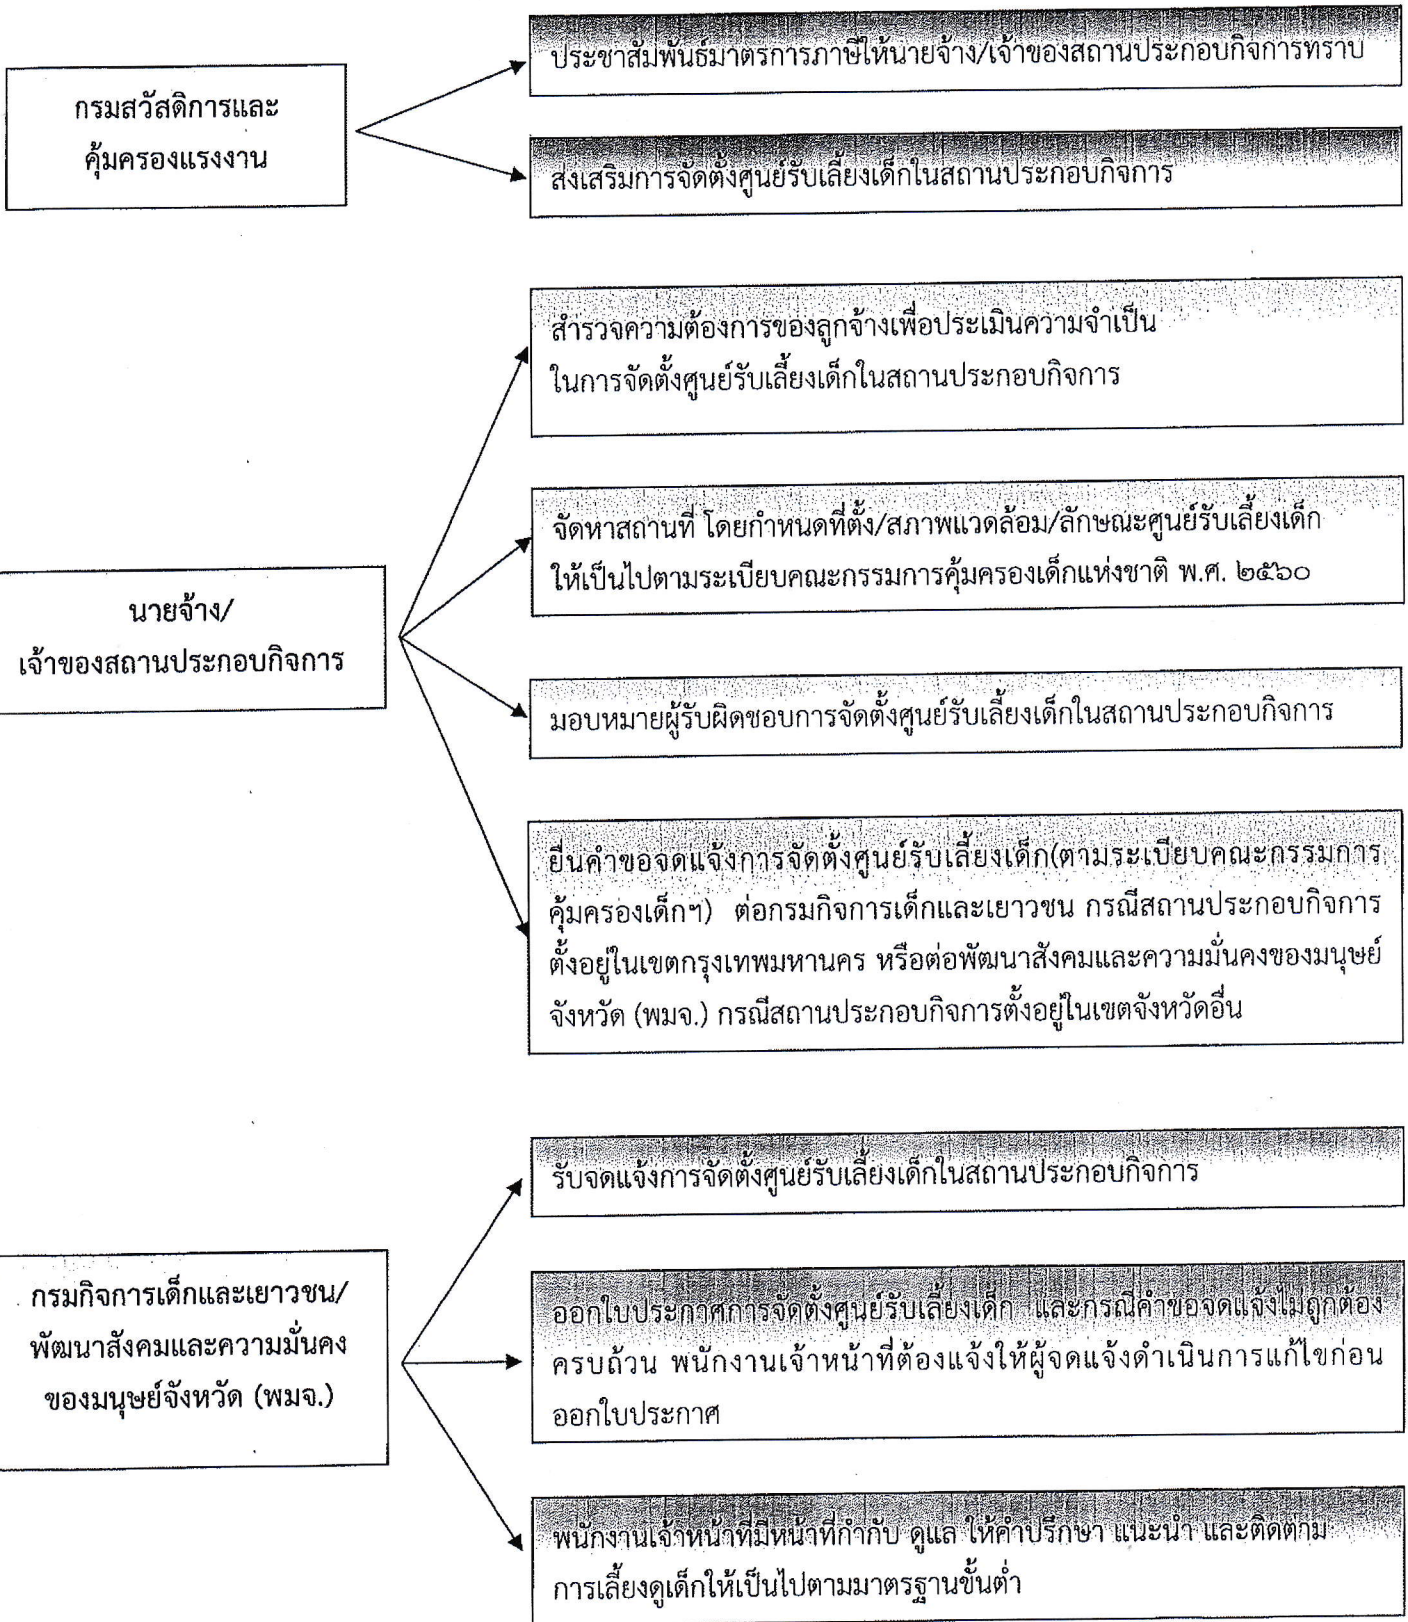 กรมสวัสดิการและ
คุ้มครองแรงงาน
ประชาสัมพันธ์มาตรการภาษีให้นายจ้าง/เจ้าของสถานประกอบกิจการทราบ
ส่งเสริมการจัดตั้งศูนย์รับเลี้ยงเด็กในสถานประกอบกิจการ
นายจ้าง/
เจ้าของสถานประกอบกิจการ
สำรวจความต้องการของลูกจ้างเพื่อประเมินความจำเป็น
ในการจัดตั้งศูนย์รับเลี้ยงเด็กในสถานประกอบกิจการ
จัดหาสถานที่ โดยกำหนดที่ตั้ง/สภาพแวดล้อม/ลักษณะศูนย์รับเลี้ยงเด็ก
ให้เป็นไปตามระเบียบคณะกรรมการคุ้มครองเด็กแห่งชาติ พ.ศ. ๒๕๖๐
มอบหมายผู้รับผิดชอบการจัดตั้งศูนย์รับเลี้ยงเด็กในสถานประกอบกิจการ
ยื่นคำขอจดแจ้งการจัดตั้งศูนย์รับเลี้ยงเด็ก(ตามระเบียบคณะกรรมการ
คุ้มครองเด็กฯ) ต่อกรมกิจการเด็กและเยาวชน กรณีสถานประกอบกิจการ
ตั้งอยู่ในเขตกรุงเทพมหานคร หรือต่อพัฒนาสังคมและความมั่นคงของมนุษย์
จังหวัด (พมจ.) กรณีสถานประกอบกิจการตั้งอยู่ในเขตจังหวัดอื่น
กรมกิจการเด็กและเยาวชน/
พัฒนาสังคมและความมั่นคง
ของมนุษย์จังหวัด (พมจ.)
รับจดแจ้งการจัดตั้งศูนย์รับเลี้ยงเด็กในสถานประกอบกิจการ
ออกใบประกาศการจัดตั้งศูนย์รับเลี้ยงเด็ก และกรณีคำขอจดแจ้งไม่ถูกต้อง
ครบถ้วน พนักงานเจ้าหน้าที่ต้องแจ้งให้ผู้จดแจ้งดำเนินการแก้ไขก่อน
ออกใบประกาศ
พนักงานเจ้าหน้าที่มีหน้าที่กำกับ ดูแล ให้คำปรึกษา แนะนำ และติดตาม
การเลี้ยงดูเด็กให้เป็นไปตามมาตรฐานขั้นต่ำ